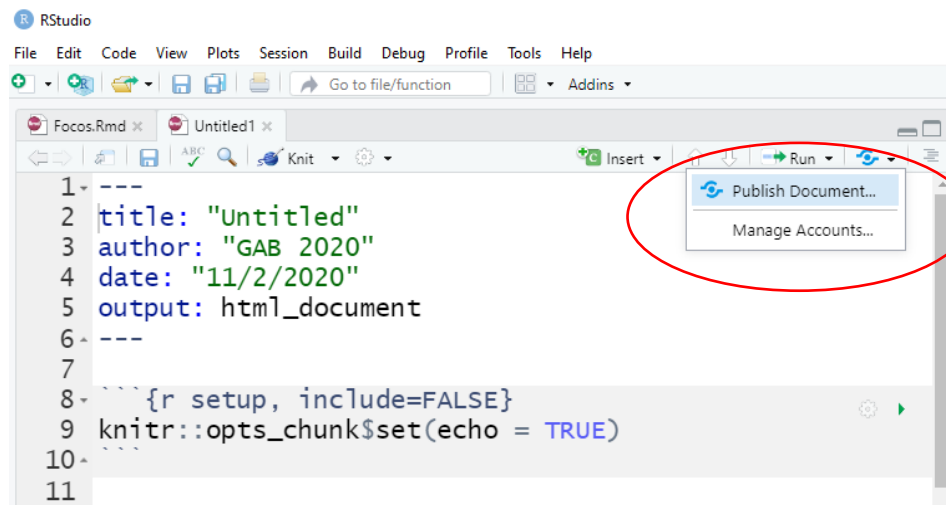 R RStudio
File Edit Code View Plots Session Build Debug Profile Tools Help
R Go to file/function Addins
Focos.Rmd Untitled1
ABC Knit C Insert Run
Publish Document...
Manage Accounts...
1 ---
2 title: "Untitled"
3 author: "GAB 2020"
4 date: "11/2/2020"
5 output: html_document
6 ---
7
8 ```{r setup, include=FALSE}
9 knitr::opts_chunk$set(echo = TRUE)
10 ```
11